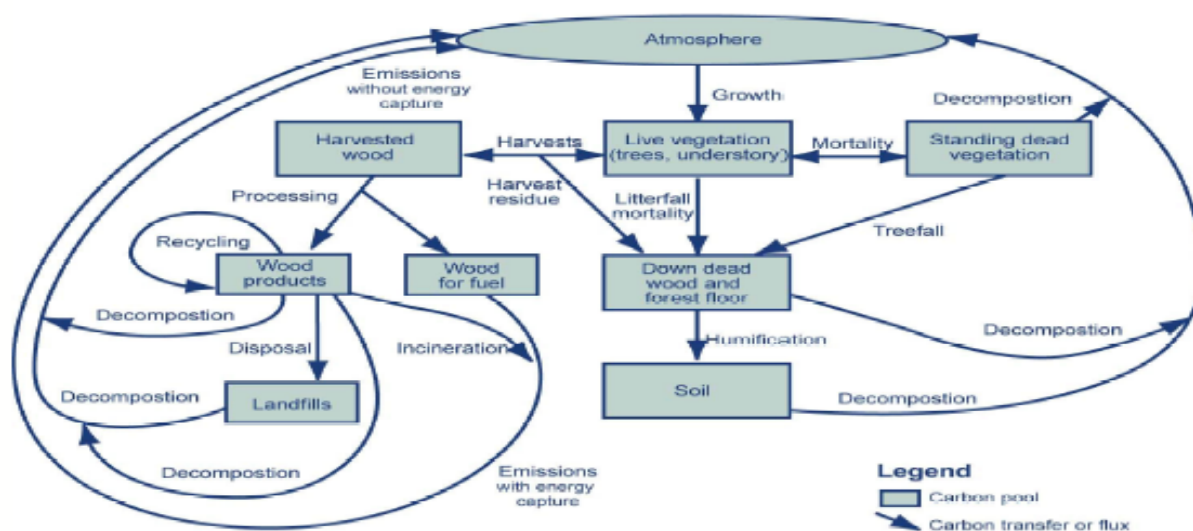 Atmosphere
Emissions
without energy
capture
Growth
Decompostion
Harvested
wood
Harvests
Live vegetation
(trees, understory)
Mortality
Standing dead
vegetation
Processing
Harvest
residue
Litterfall
mortality
Treefall
Recycling
Wood
products
Wood
for fuel
Down dead
wood and
forest floor
Decompostion
Decompostion
Disposal
Incineration
Humification
Decompostion
Landfills
Soil
Decompostion
Decompostion
Emissions
with energy
capture
Legend
Carbon pool
Carbon transfer or flux